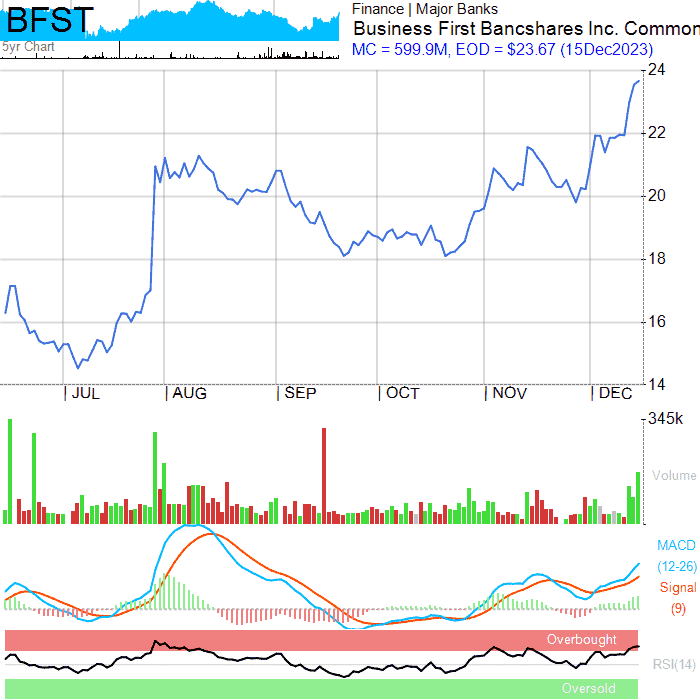 BFST
5yr Chart
Finance | Major Banks
Business First Bancshares Inc. Common
MC = 599.9M, EOD = $23.67 (15Dec2023)
24
22
20
18
16
14
JUL
AUG
SEP
OCT
NOV
DEC
345k
Volume
MACD
(12-26)
Signal
(9)
Overbought
RSI(14)
Oversold